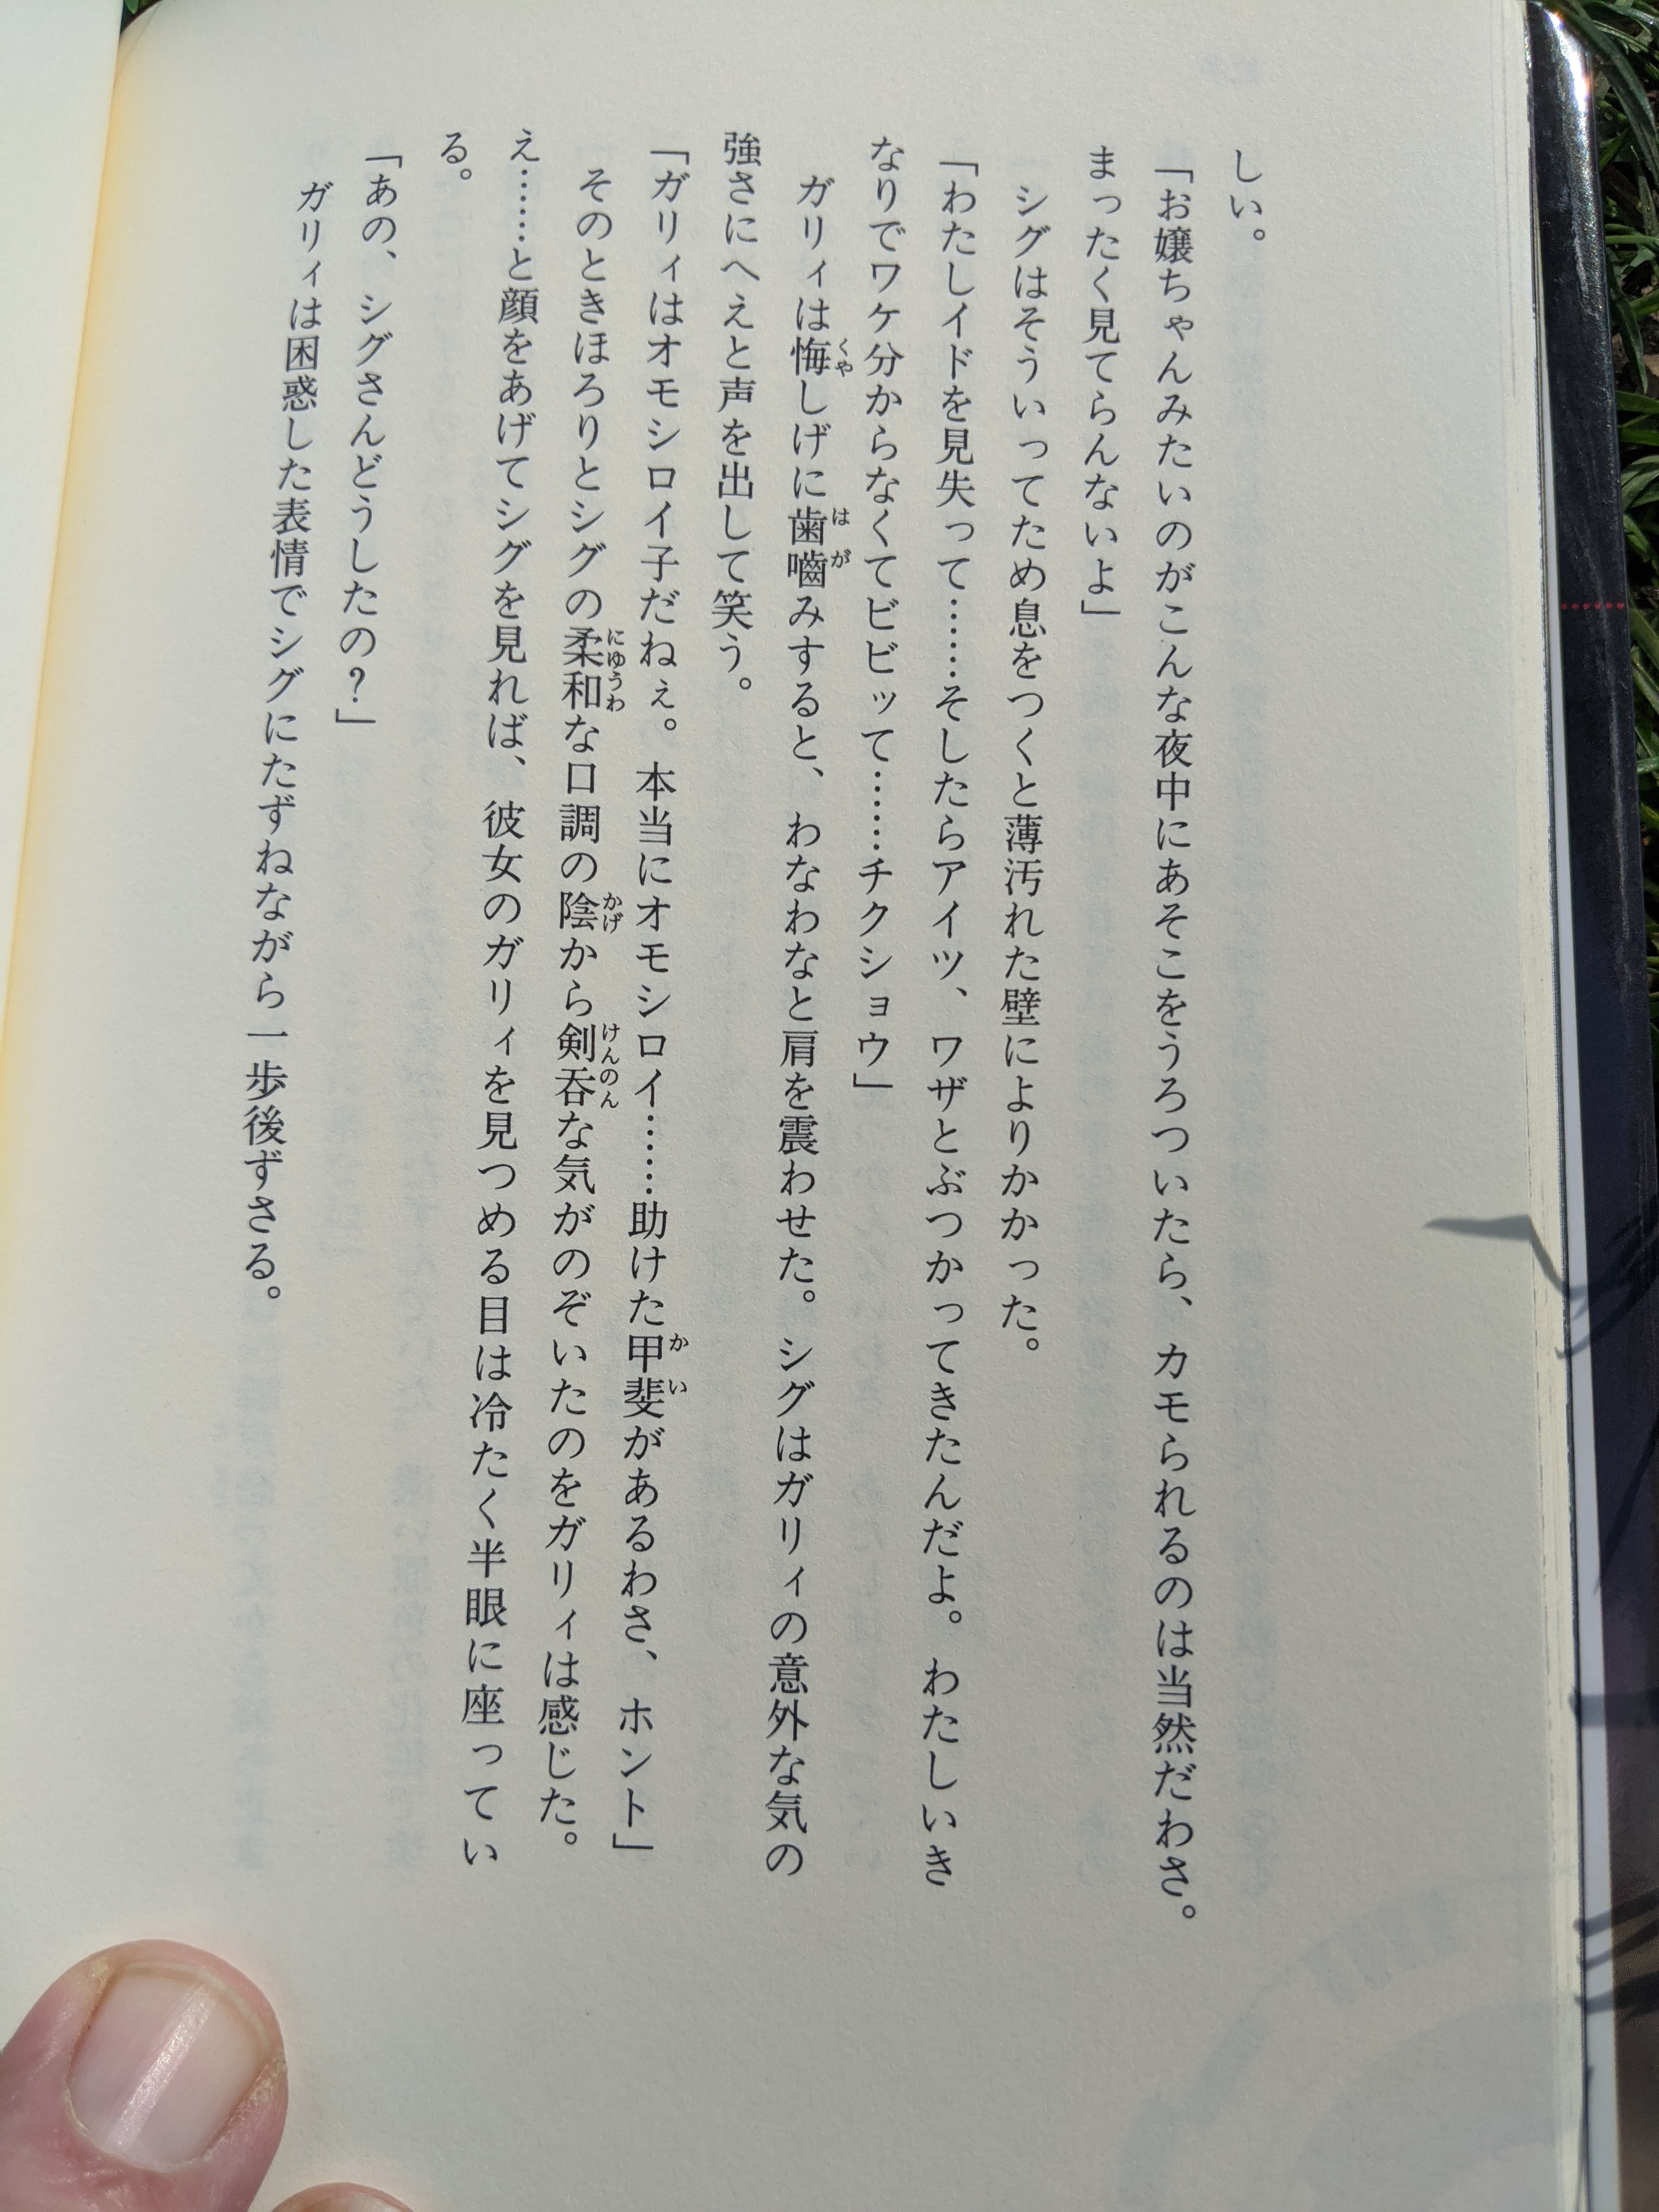 しい。
「お嬢ちゃんみたいのがこんな夜中にあそこをうろついたら、カモられるのは当然だわさ。
まったく見てらんないよ」
シグはそういってため息をつくと薄汚れた壁によりかかった。
「わたしイドを見失って……そしたらアイツ、ワザとぶつかってきたんだよ。わたしいき
なりでワケ分からなくてビビッて……チクショウ」
ガリィは悔しげに歯嚙みすると、わなわなと肩を震わせた。シグはガリィの意外な気の
強さにへえと声を出して笑う。
「ガリィはオモシロイ子だねぇ。本当にオモシロイ……助けた甲斐があるわさ、ホント」
そのときほろりとシグの柔和な口調の陰から剣呑な気がのぞいたのをガリィは感じた。
え……と顔をあげてシグを見れば、彼女のガリィを見つめる目は冷たく半眼に座ってい
る。
「あの、シグさんどうしたの？」
ガリィは困惑した表情でシグにたずねながら一歩後ずさる。